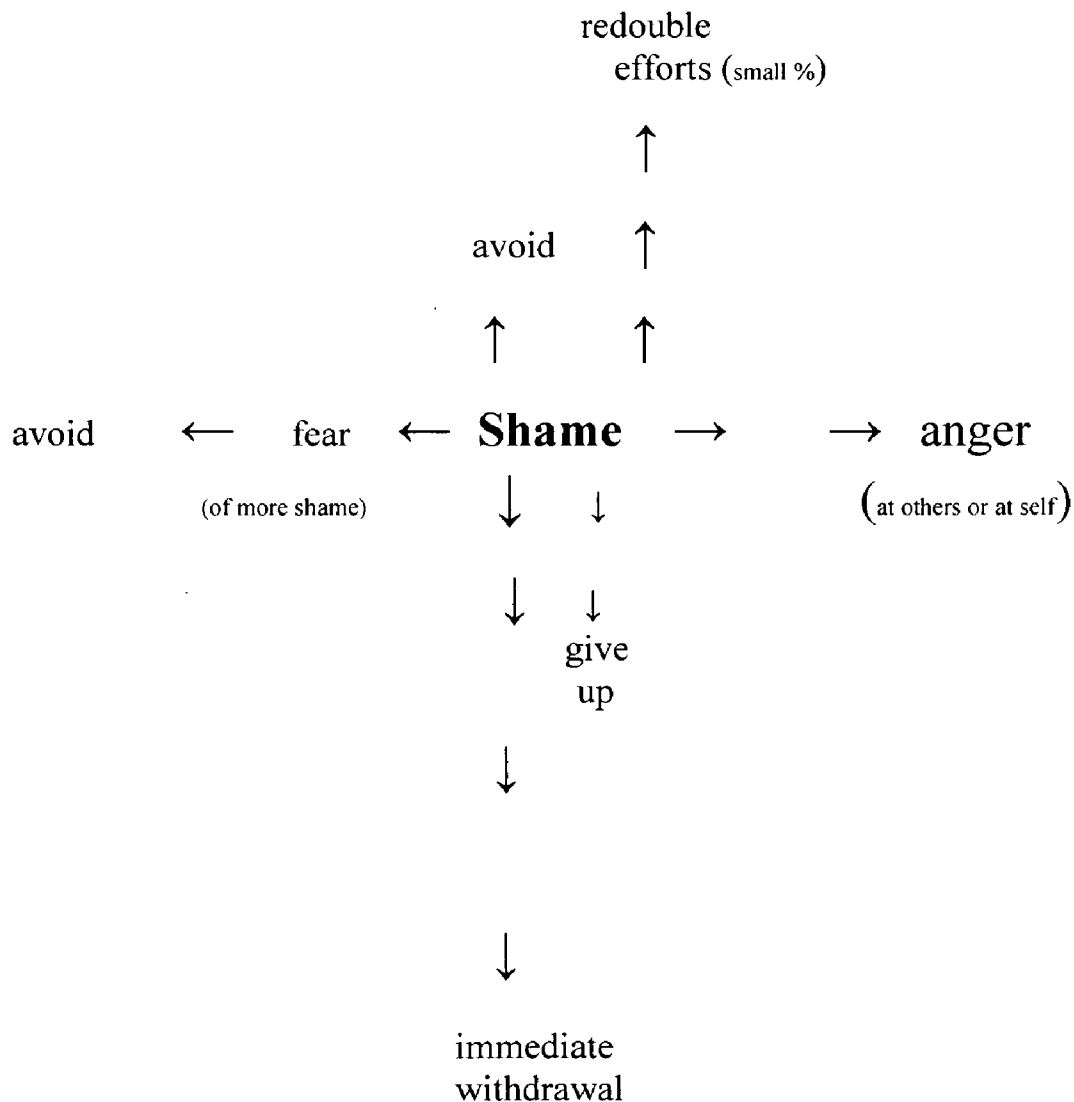 redouble
efforts (small %)
↑
avoid ↑
↑ ↑
avoid ← fear ← Shame → → anger
(of more shame) ↓ ↓ (at others or at self)
↓ ↓
give
up
↓
↓
immediate
withdrawal